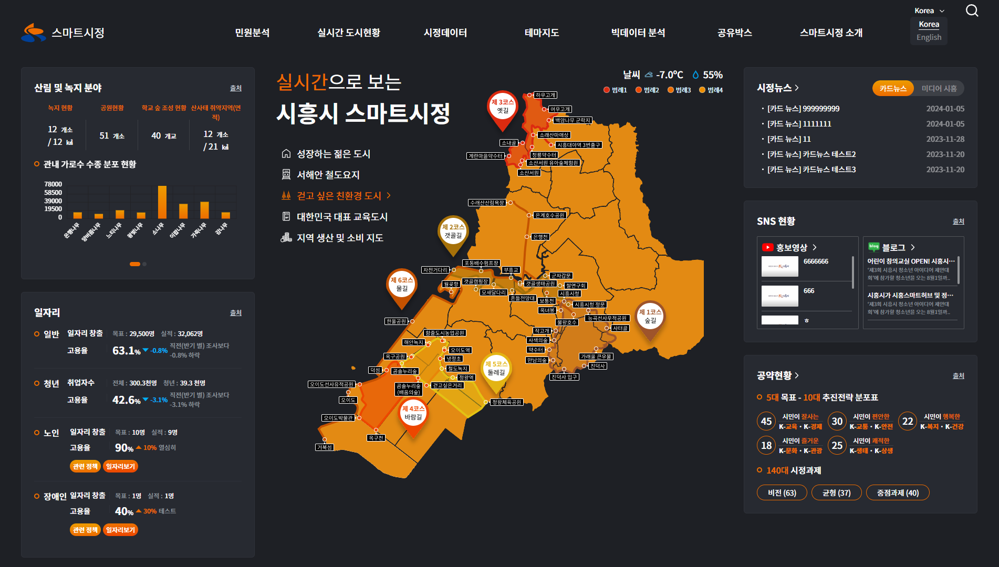 Korea
스마트시정
민원분석
실시간 도시현황
시정데이터
테마지도
빅데이터 분석
공유박스
스마트시정 소개
Korea
English
산림 및 녹지 분야
출처
녹지 현황
공원현황
학교 숲 조성 현황
산사태 취약지역(면적)
12 개소
/ 12 ㎢
51 개소
40 개교
12 개소
/ 21 ㎢
관내 가로수 수종 분포 현황
78000
58500
39000
19500
0
은행나무
양버즘나무
느티나무
왕벚나무
소나무
이팝나무
가죽나무
감나무
일자리
출처
일반
일자리 창출
목표 : 29,500명
실적 : 32,062명
고용율
63.1%
-0.8%
직전(반기 별) 조사보다
-0.8% 하락
청년
취업자수
전체 : 300.3천명
청년 : 39.3 천명
고용율
42.6%
-3.1%
직전(반기 별) 조사보다
-3.1% 하락
노인
일자리 창출
목표 : 10명
실적 : 9명
고용율
90%
10%
열심히
관련 정책
일자리보기
장애인
일자리 창출
목표 : 1명
실적 : 1명
고용율
40%
30%
테스트
관련 정책
일자리보기
실시간으로 보는
시흥시 스마트시정
성장하는 젊은 도시
서해안 철도요지
걷고 싶은 친환경 도시
대한민국 대표 교육도시
지역 생산 및 소비 지도
날씨
-7.0℃
55%
범례1
범례2
범례3
범례4
제 3코스
옛길
하우고개
여우고개
백암나무 군락지
소래산마애상
소내골
시흥대야역 3번출구
계란마을약수터
청룡약수터
소산서원 유아숲체험원
소산서원
수래산산림욕장
은계호수공원
제 2코스
갯골길
은행천
포동배수펌프장
자전거다리
부흥교
군자갑문
제 6코스
물길
월곶항
갯골캠핑장
갯골생태공원
쌀연구회
모새달다리
시흥시청
흔들전망대
보통천
시흥시청 정문
옥녀봉
제 1코스
숲길
한울공원
물왕호수
능곡선사유적공원
사터골
함줄도시농업공원
작고개
해안녹지
사색의숲
오이도역
약수터
옥구공원
냉정초
가래울 큰우물
만남의숲
진덕사
덕섬
곰솔누리숲
철도녹지
제 5코스
둘레길
정왕역
진덕사 입구
오이도선사유적공원
곰솔누리숲
(배움의숲)
걷고싶은거리
오이도
정왕체육공원
제 4코스
바람길
오이도박물관
옥구천
거북섬
시정뉴스
카드뉴스
미디어 시흥
[카드 뉴스] 999999999
2024-01-05
[카드 뉴스] 1111111
2024-01-05
[카드 뉴스] 11
2023-11-28
[카드 뉴스] 카드뉴스 테스트2
2023-11-20
[카드 뉴스] 카드뉴스 테스트3
2023-11-20
SNS 현황
출처
홍보영상
6666666
666
ㅎ
blog
블로그
어린이 창의교실 OPEN! 시흥시···
‘제3회 시흥시 청소년 아이디어 제안대
회’에 참가할 청소년을 오는 8월1일까..
시흥시가 시흥스마트허브 및 정···
‘제3회 시흥시 청소년 아이디어 제안대
회’에 참가할 청소년을 오는 8월1일까..
공약현황
출처
5대 목표 - 10대 추진전략 분포표
45
시민이 잘사는
K-교육 · K-경제
30
시민이 편안한
K-교통 · K-안전
22
시민이 행복한
K-복지 · K-건강
18
시민이 즐거운
K-문화 · K-관광
25
시민이 쾌적한
K-생태 · K-상생
140대 시정과제
비전 (63)
균형 (37)
중점과제 (40)